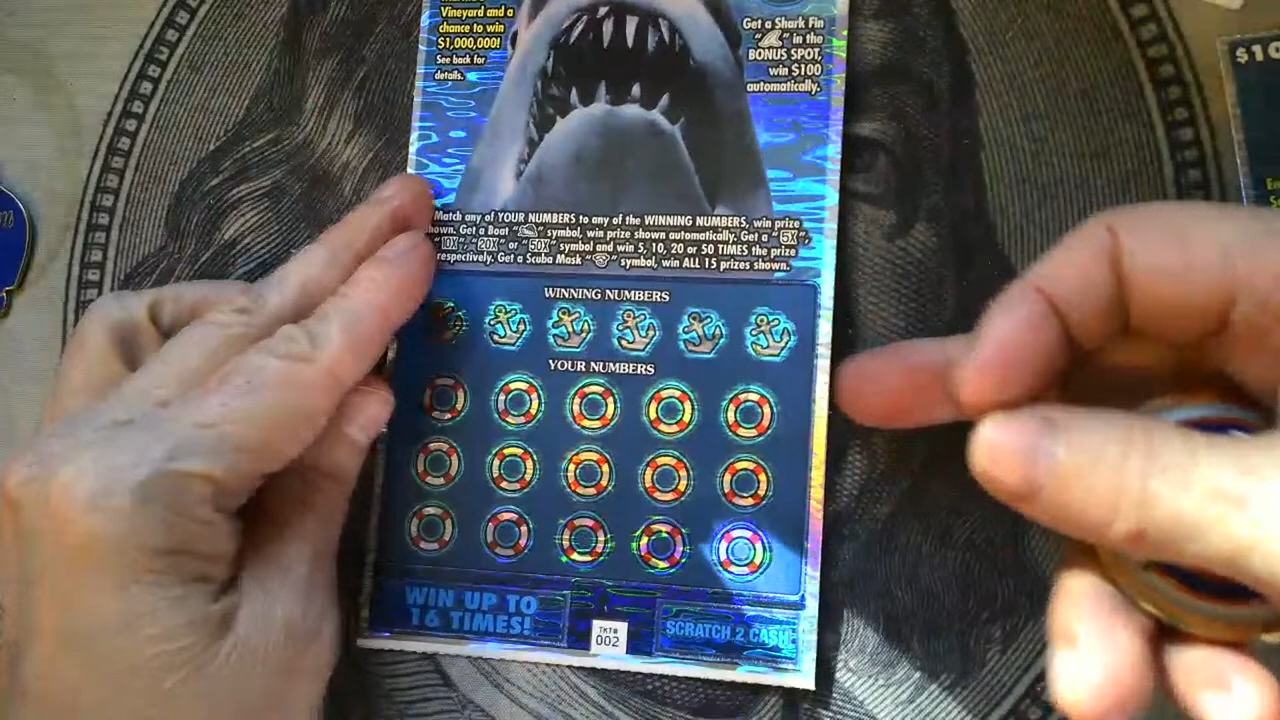 Vineyard and a
chance to win
$1,000,000!
See back for
details.
Get a Shark Fin
" " in the
BONUS SPOT,
win $100
automatically.
Match any of YOUR NUMBERS to any of the WINNING NUMBERS, win prize
shown. Get a Boat " " symbol, win prize shown automatically. Get a "5X",
"10X", "20X" or "50X" symbol and win 5, 10, 20 or 50 TIMES the prize
respectively. Get a Scuba Mask " " symbol, win ALL 15 prizes shown.
WINNING NUMBERS
YOUR NUMBERS
WIN UP TO
16 TIMES!
TKT#
002
SCRATCH 2 CASH
$10